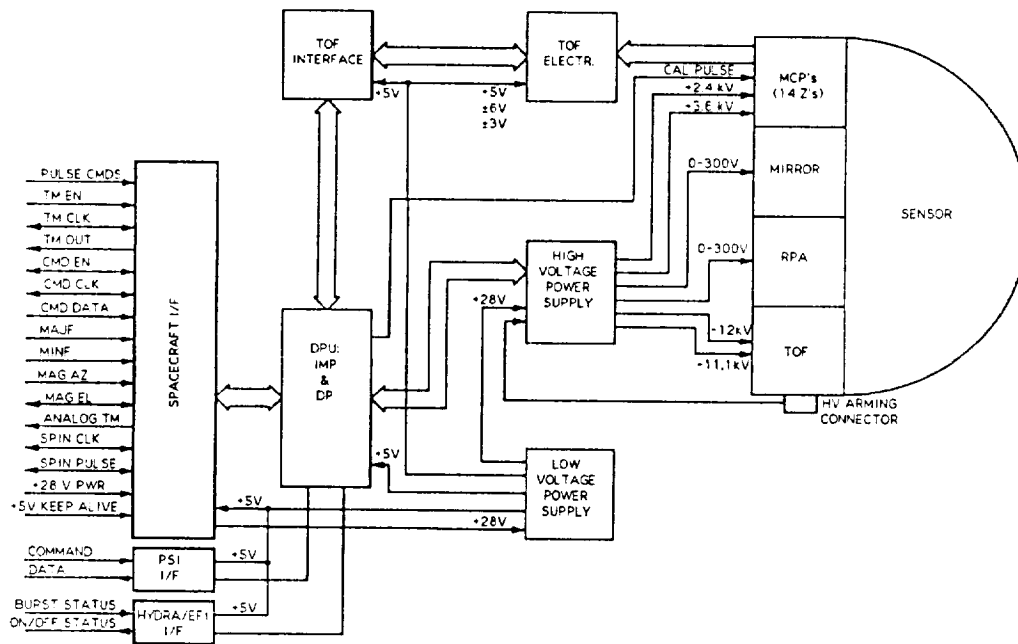 TOF
INTERFACE
TOF
ELECTR.
+5V
+5V
±6V
±3V
CAL PULSE
+2.4 kV
+3.6 kV
MCP's
(14 Z's)
0-300V
MIRROR
SENSOR
0-300V
RPA
-12kV
-11.1kV
TOF
HV ARMING
CONNECTOR
HIGH
VOLTAGE
POWER
SUPPLY
+28V
DPU:
IMP
&
DP
SPACECRAFT I/F
PULSE CMDS
TM EN
TM CLK
TM OUT
CMD EN
CMD CLK
CMD DATA
MAJF
MINF
MAG AZ
MAG EL
ANALOG TM
SPIN CLK
SPIN PULSE
+28 V PWR
+5V KEEP ALIVE
+5V
LOW
VOLTAGE
POWER
SUPPLY
+5V
+28V
COMMAND
DATA
PSI
I/F
+5V
BURST STATUS
ON/OFF STATUS
HYDRA/EFI
I/F
+5V